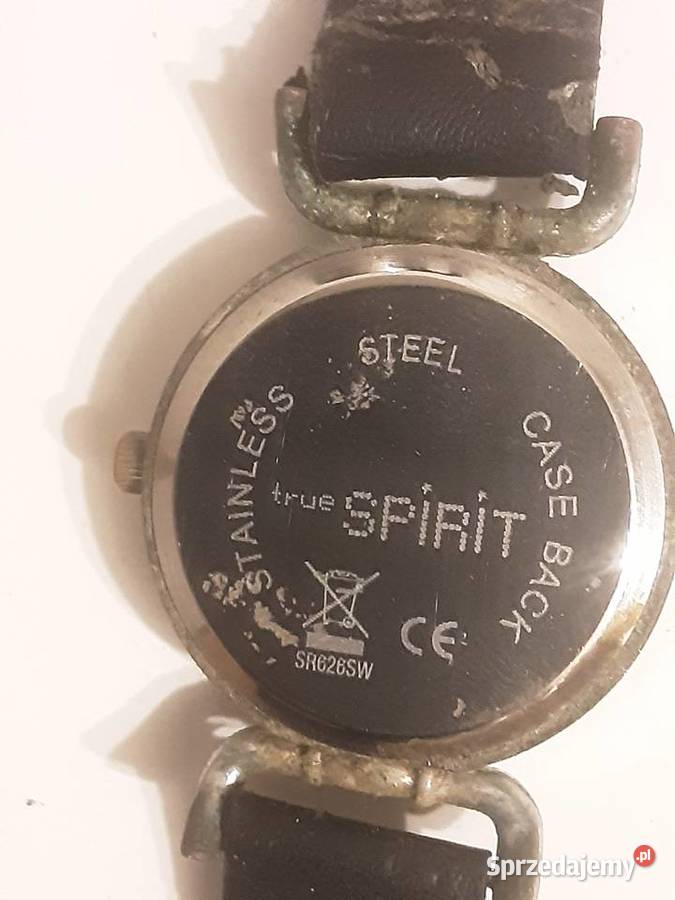 STAINLESS STEEL CASE BACK
true SPiRiT
CE
SR626SW
Sprzedajemy.pl